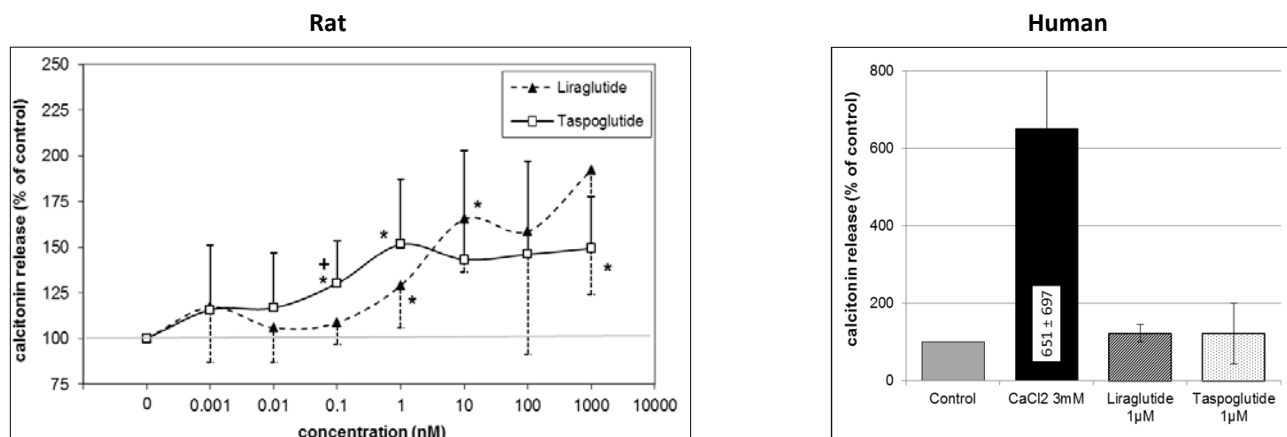 Rat
calcitonin release (% of control)
250
225
200
175
150
125
100
75
Liraglutide
Taspoglutide
+
*
*
*
*
*
0 0.001 0.01 0.1 1 10 100 1000 10000
concentration (nM)
Human
calcitonin release (% of control)
800
600
400
200
0
651 ± 697
Control CaCl2 3mM Liraglutide Taspoglutide
1µM 1µM